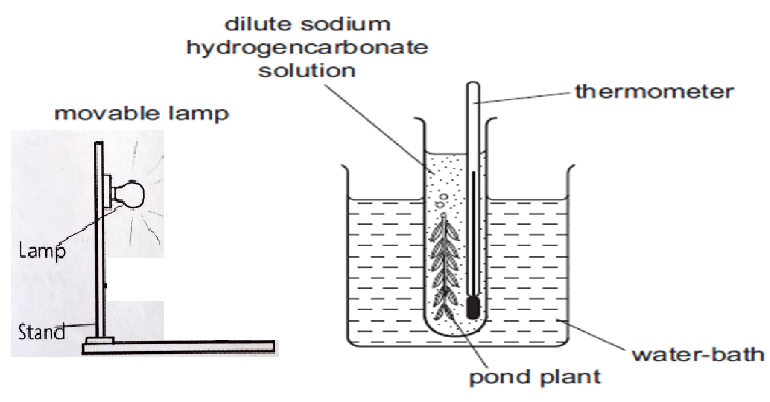 dilute sodium
hydrogencarbonate
solution
movable lamp
thermometer
Lamp
Stand
water-bath
pond plant